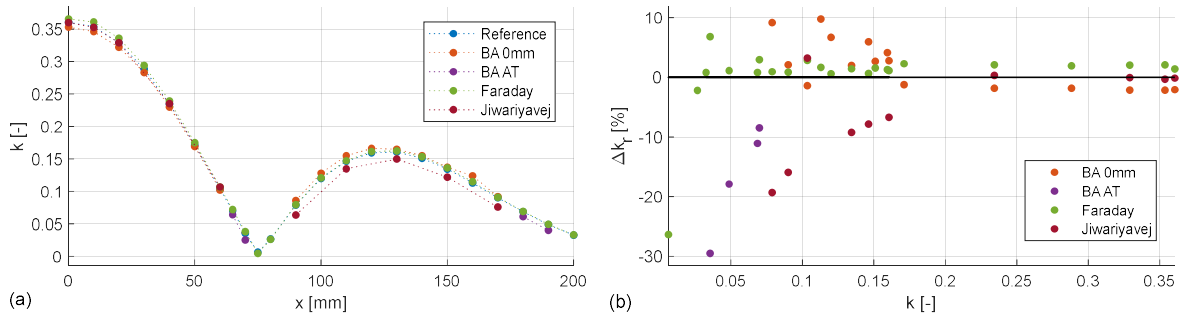 0.35
0.3
0.25
0.2
0.15
0.1
0.05
0
k [-]
0
50
100
150
200
x [mm]
(a)
Reference
BA 0mm
BA AT
Faraday
Jiwariyavej
10
0
-10
-20
-30
Δkr [%]
0.05
0.1
0.15
0.2
0.25
0.3
0.35
k [-]
(b)
BA 0mm
BA AT
Faraday
Jiwariyavej